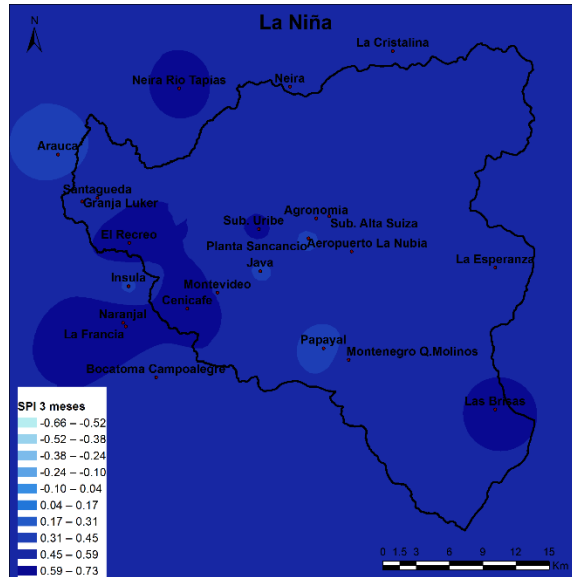 La Niña
N
La Cristalina
Neira Rio Tapias
Neira
Arauca
Santagueda
Granja Luker
Agronomia
Sub. Uribe
Sub. Alta Suiza
El Recreo
Planta Sancancio
Aeropuerto La Nubia
Java
La Esperanza
Insula
Montevideo
Cenicafe
Naranjal
La Francia
Papayal
Montenegro Q.Molinos
Bocatoma Campoalegre
Las Brisas
SPI 3 meses
-0.66 – -0.52
-0.52 – -0.38
-0.38 – -0.24
-0.24 – -0.10
-0.10 – 0.04
0.04 – 0.17
0.17 – 0.31
0.31 – 0.45
0.45 – 0.59
0.59 – 0.73
0 1.5 3 6 9 12 15
Km